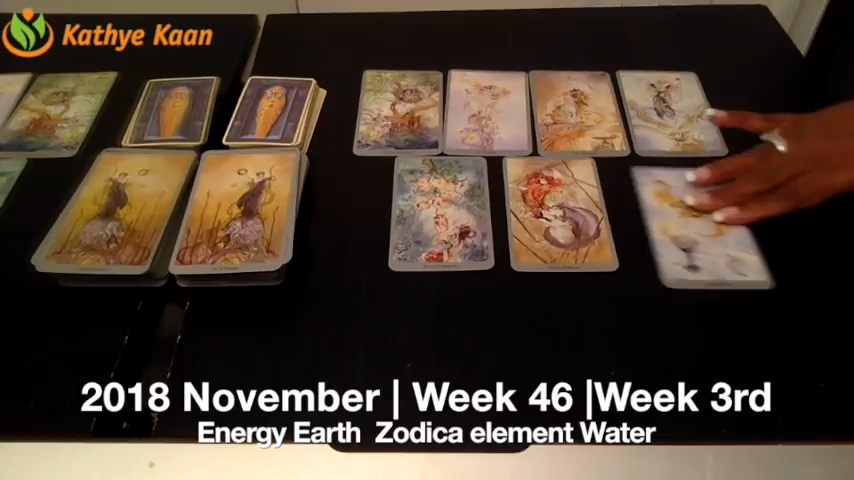 Kathye Kaan
2018 November | Week 46 |Week 3rd
Energy Earth Zodica element Water